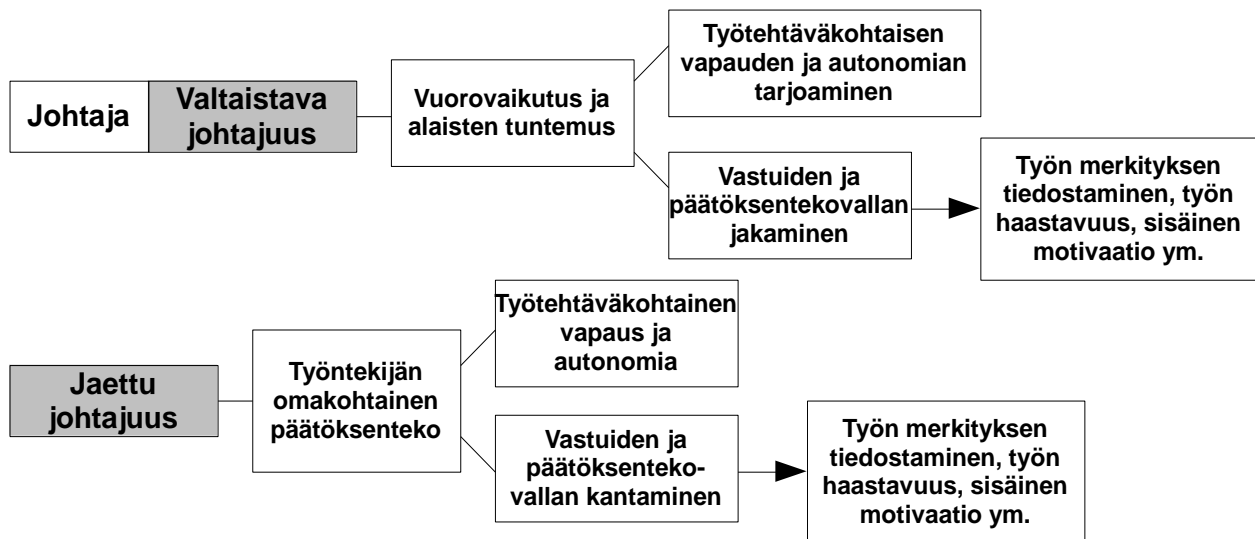 Johtaja
Valtaistava
johtajuus
Vuorovaikutus ja
alaisten tuntemus
Työtehtäväkohtaisen
vapauden ja autonomian
tarjoaminen
Vastuiden ja
päätöksentekovallan
jakaminen
Työn merkityksen
tiedostaminen, työn
haastavuus, sisäinen
motivaatio ym.
Jaettu
johtajuus
Työntekijän
omakohtainen
päätöksenteko
Työtehtäväkohtainen
vapaus ja
autonomia
Vastuiden ja
päätöksenteko-
vallan kantaminen
Työn merkityksen
tiedostaminen, työn
haastavuus, sisäinen
motivaatio ym.